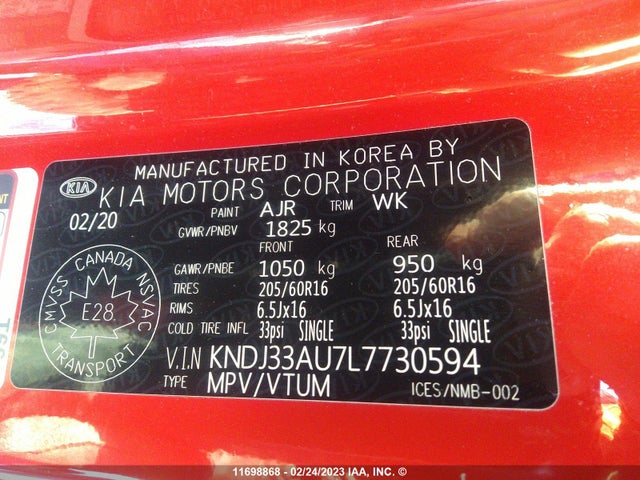 MANUFACTURED IN KOREA BY
KIA KIA MOTORS CORPORATION
02/20 PAINT AJR TRIM WK
GVWR/PNBV 1825 kg
FRONT REAR
GAWR/PNBE 1050 kg 950 kg
TIRES 205/60R16 205/60R16
RIMS 6.5Jx16 6.5Jx16
COLD TIRE INFL 33psi SINGLE 33psi SINGLE
V.I.N KNDJ33AU7L7730594
TYPE MPV/VTUM ICES/NMB-002
CANADA
CMVSS NSVAC
E28
TRANSPORT
11698868 - 02/24/2023 IAA, INC. ©